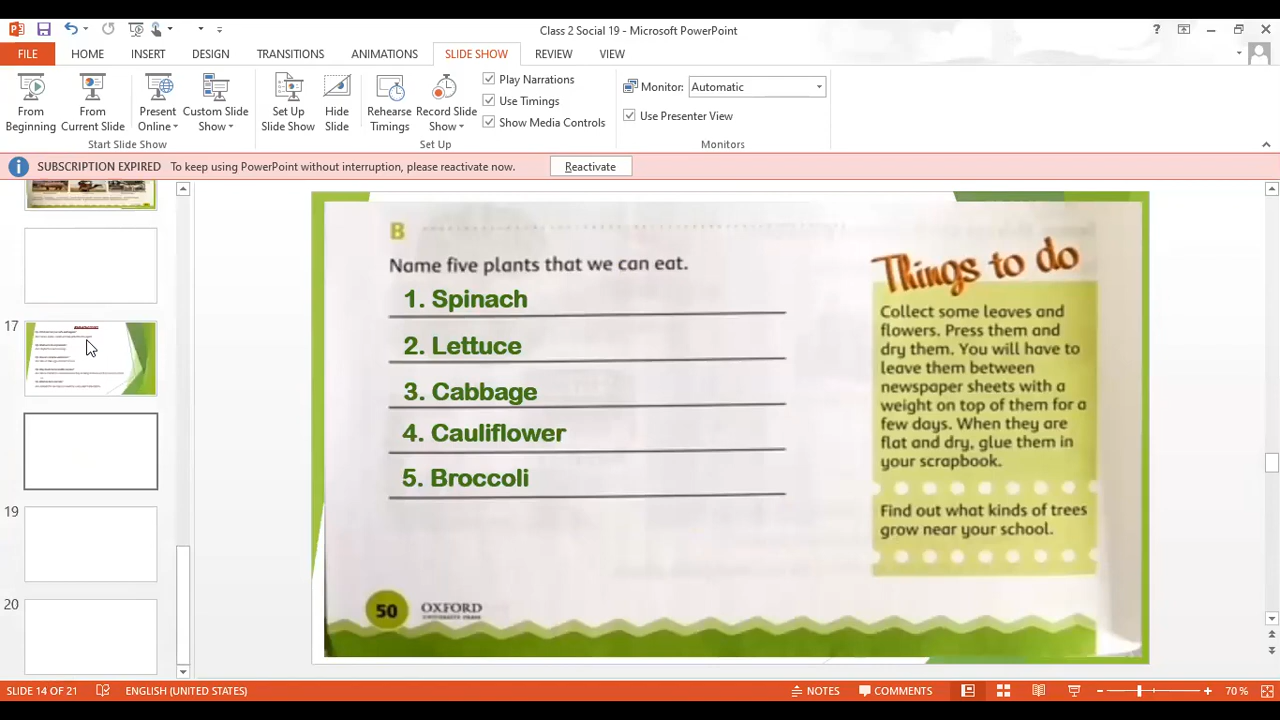 Class 2 Social 19 - Microsoft PowerPoint
FILE HOME INSERT DESIGN TRANSITIONS ANIMATIONS SLIDE SHOW REVIEW VIEW
From Beginning
From Current Slide
Present Online
Custom Slide Show
Start Slide Show
Set Up Slide Show
Hide Slide
Rehearse Timings
Record Slide Show
Play Narrations
Use Timings
Show Media Controls
Set Up
Monitor: Automatic
Use Presenter View
Monitors
SUBSCRIPTION EXPIRED To keep using PowerPoint without interruption, please reactivate now. Reactivate
17
19
20
B
Name five plants that we can eat.
1. Spinach
2. Lettuce
3. Cabbage
4. Cauliflower
5. Broccoli
50 OXFORD
UNIVERSITY PRESS
Things to do
Collect some leaves and
flowers. Press them and
dry them. You will have to
leave them between
newspaper sheets with a
weight on top of them for a
few days. When they are
flat and dry, glue them in
your scrapbook.
Find out what kinds of trees
grow near your school.
SLIDE 14 OF 21 ENGLISH (UNITED STATES) NOTES COMMENTS 70 %